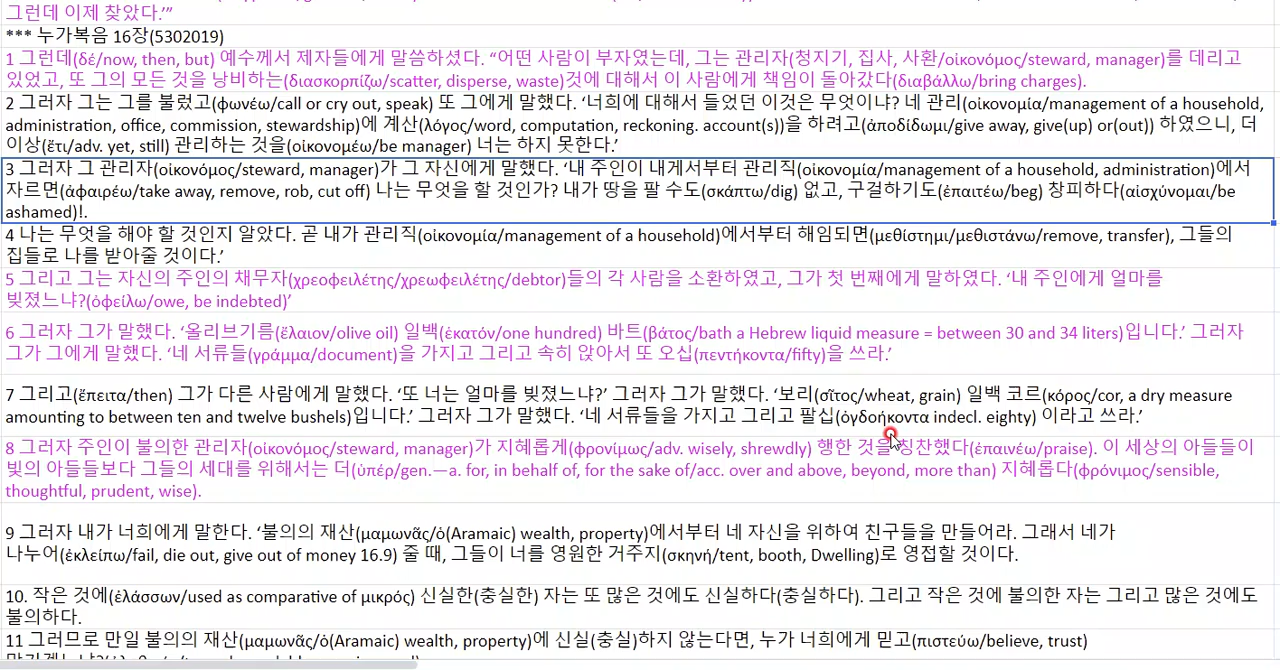 그런데 이제 찾았다.’”
*** 누가복음 16장(5302019)
1 그런데(δέ/now, then, but) 예수께서 제자들에게 말씀하셨다. “어떤 사람이 부자였는데, 그는 관리자(청지기, 집사, 사환/οἰκονόμος/steward, manager)를 데리고
있었고, 또 그의 모든 것을 낭비하는(διασκορπίζω/scatter, disperse, waste)것에 대해서 이 사람에게 책임이 돌아갔다(διαβάλλω/bring charges).
2 그러자 그는 그를 불렀고(φωνέω/call or cry out, speak) 또 그에게 말했다. ‘너희에 대해서 들었던 이것은 무엇이냐? 네 관리(οἰκονομία/management of a household,
administration, office, commission, stewardship)에 계산(λόγος/word, computation, reckoning. account(s))을 하려고(ἀποδίδωμι/give away, give(up) or(out)) 하였으니, 더
이상(ἔτι/adv. yet, still) 관리하는 것을(οἰκονομέω/be manager) 너는 하지 못한다.’
3 그러자 그 관리자(οἰκονόμος/steward, manager)가 그 자신에게 말했다. ‘내 주인이 내게서부터 관리직(οἰκονομία/management of a household, administration)에서
자르면(ἀφαιρέω/take away, remove, rob, cut off) 나는 무엇을 할 것인가? 내가 땅을 팔 수도(σκάπτω/dig) 없고, 구걸하기도(ἐπαιτέω/beg) 창피하다(αἰσχύνομαι/be
ashamed)!.
4 나는 무엇을 해야 할 것인지 알았다. 곧 내가 관리직(οἰκονομία/management of a household)에서부터 해임되면(μεθίστημι/μεθιστάνω/remove, transfer), 그들의
집들로 나를 받아줄 것이다.’
5 그리고 그는 자신의 주인의 채무자(χρεοφειλέτης/χρεωφειλέτης/debtor)들의 각 사람을 소환하였고, 그가 첫 번째에게 말하였다. ‘내 주인에게 얼마를
빚졌느냐?(ὀφείλω/owe, be indebted)’
6 그러자 그가 말했다. ‘올리브기름(ἔλαιον/olive oil) 일백(ἑκατόν/one hundred) 바트(βάτος/bath a Hebrew liquid measure = between 30 and 34 liters)입니다.’ 그러자
그가 그에게 말했다. ‘네 서류들(γράμμα/document)을 가지고 그리고 속히 앉아서 또 오십(πεντήκοντα/fifty)을 쓰라.’
7 그리고(ἔπειτα/then) 그가 다른 사람에게 말했다. ‘또 너는 얼마를 빚졌느냐?’ 그러자 그가 말했다. ‘보리(σῖτος/wheat, grain) 일백 코르(κόρος/cor, a dry measure
amounting to between ten and twelve bushels)입니다.’ 그러자 그가 말했다. ‘네 서류들을 가지고 그리고 팔십(ὀγδοήκοντα indecl. eighty) 이라고 쓰라.’
8 그러자 주인이 불의한 관리자(οἰκονόμος/steward, manager)가 지혜롭게(φρονίμως/adv. wisely, shrewdly) 행한 것을 칭찬했다(ἐπαινέω/praise). 이 세상의 아들들이
빛의 아들들보다 그들의 세대를 위해서는 더(ὑπέρ/gen.—a. for, in behalf of, for the sake of/acc. over and above, beyond, more than) 지혜롭다(φρόνιμος/sensible,
thoughtful, prudent, wise).
9 그러자 내가 너희에게 말한다. ‘불의의 재산(μαμωνᾶς/ὁ(Aramaic) wealth, property)에서부터 네 자신을 위하여 친구들을 만들어라. 그래서 네가
나누어(ἐκλείπω/fail, die out, give out of money 16.9) 줄 때, 그들이 너를 영원한 거주지(σκηνή/tent, booth, Dwelling)로 영접할 것이다.
10. 작은 것에(ἐλάσσων/used as comparative of μικρός) 신실한(충실한) 자는 또 많은 것에도 신실하다(충실하다). 그리고 작은 것에 불의한 자는 그리고 많은 것에도
불의하다.
11 그러므로 만일 불의의 재산(μαμωνᾶς/ὁ(Aramaic) wealth, property)에 신실(충실)하지 않는다면, 누가 너희에게 믿고(πιστεύω/believe, trust)